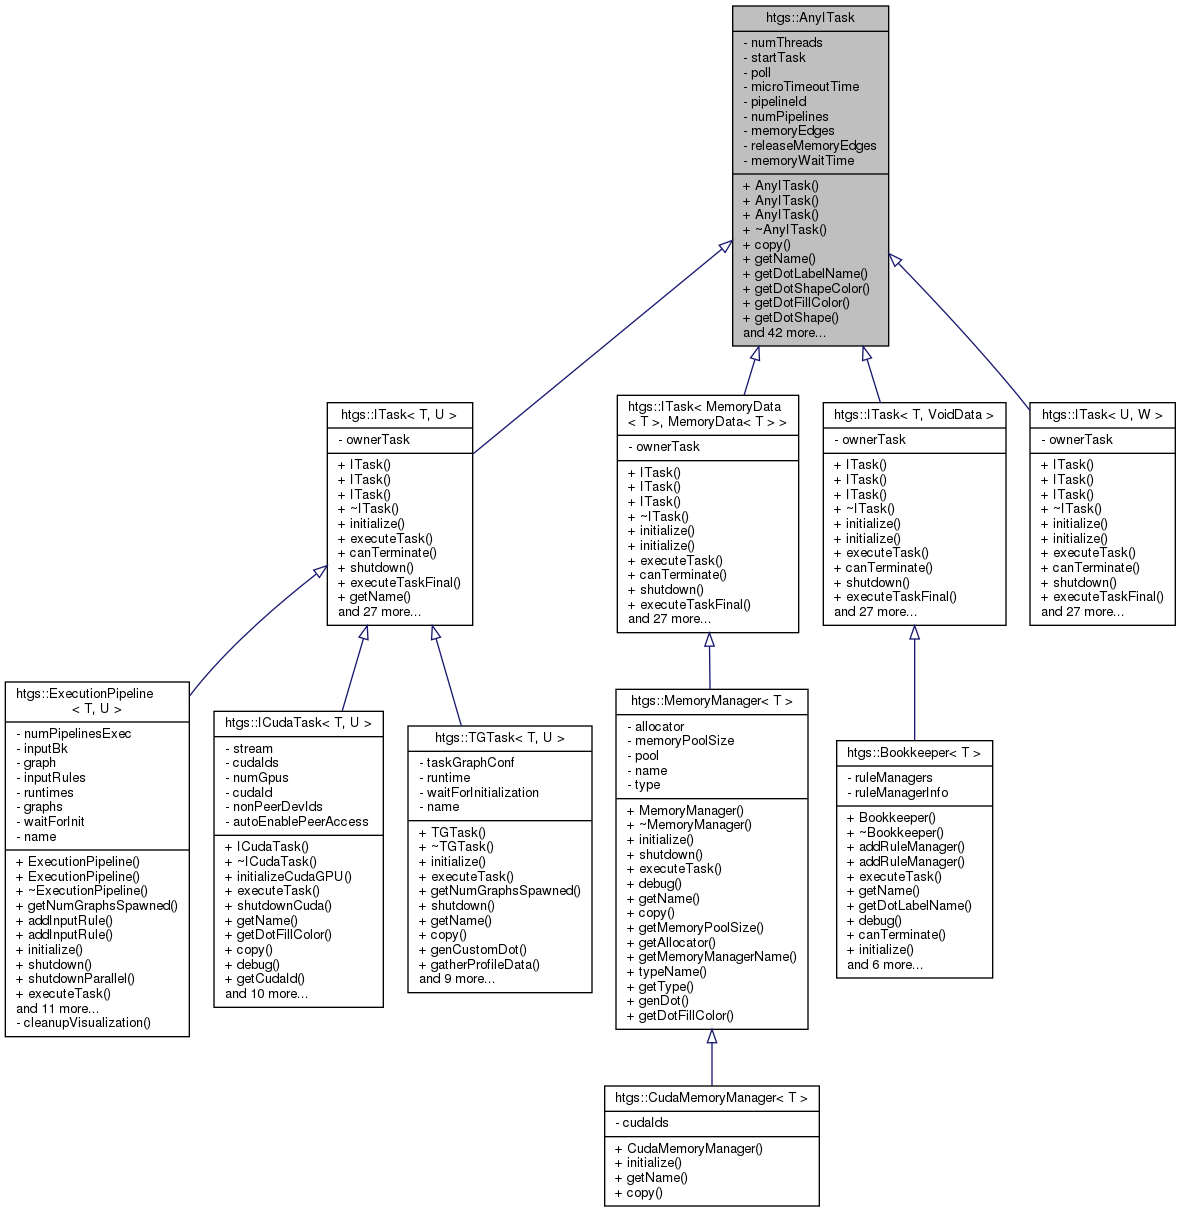 htgs::AnyITask
- numThreads
- startTask
- poll
- microTimeoutTime
- pipelineId
- numPipelines
- memoryEdges
- releaseMemoryEdges
- memoryWaitTime
+ AnyITask()
+ AnyITask()
+ AnyITask()
+ ~AnyITask()
+ copy()
+ getName()
+ getDotLabelName()
+ getDotShapeColor()
+ getDotFillColor()
+ getDotShape()
and 42 more...
htgs::ITask< T, U >
- ownerTask
+ ITask()
+ ITask()
+ ITask()
+ ~ITask()
+ initialize()
+ executeTask()
+ canTerminate()
+ shutdown()
+ executeTaskFinal()
+ getName()
and 27 more...
htgs::ITask< MemoryData
< T >, MemoryData< T > >
- ownerTask
+ ITask()
+ ITask()
+ ITask()
+ ~ITask()
+ initialize()
+ initialize()
+ executeTask()
+ canTerminate()
+ shutdown()
+ executeTaskFinal()
and 27 more...
htgs::ITask< T, VoidData >
- ownerTask
+ ITask()
+ ITask()
+ ITask()
+ ~ITask()
+ initialize()
+ initialize()
+ executeTask()
+ canTerminate()
+ shutdown()
+ executeTaskFinal()
and 27 more...
htgs::ITask< U, W >
- ownerTask
+ ITask()
+ ITask()
+ ITask()
+ ~ITask()
+ initialize()
+ initialize()
+ executeTask()
+ canTerminate()
+ shutdown()
+ executeTaskFinal()
and 27 more...
htgs::ExecutionPipeline
< T, U >
- numPipelinesExec
- inputBk
- graph
- inputRules
- runtimes
- graphs
- waitForInit
- name
+ ExecutionPipeline()
+ ExecutionPipeline()
+ ~ExecutionPipeline()
+ getNumGraphsSpawned()
+ addInputRule()
+ addInputRule()
+ initialize()
+ shutdown()
+ shutdownParallel()
+ executeTask()
and 11 more...
- cleanupVisualization()
htgs::ICudaTask< T, U >
- stream
- cudaIds
- numGpus
- cudaId
- nonPeerDevIds
- autoEnablePeerAccess
+ ICudaTask()
+ ~ICudaTask()
+ initializeCudaGPU()
+ executeTask()
+ shutdownCuda()
+ getName()
+ getDotFillColor()
+ copy()
+ debug()
+ getCudaId()
and 10 more...
htgs::TGTask< T, U >
- taskGraphConf
- runtime
- waitForInitialization
- name
+ TGTask()
+ ~TGTask()
+ initialize()
+ executeTask()
+ getNumGraphsSpawned()
+ shutdown()
+ getName()
+ copy()
+ genCustomDot()
+ gatherProfileData()
and 9 more...
htgs::MemoryManager< T >
- allocator
- memoryPoolSize
- pool
- name
- type
+ MemoryManager()
+ ~MemoryManager()
+ initialize()
+ shutdown()
+ executeTask()
+ debug()
+ getName()
+ copy()
+ getMemoryPoolSize()
+ getAllocator()
+ getMemoryManagerName()
+ typeName()
+ getType()
+ genDot()
+ getDotFillColor()
htgs::Bookkeeper< T >
- ruleManagers
- ruleManagerInfo
+ Bookkeeper()
+ ~Bookkeeper()
+ addRuleManager()
+ addRuleManager()
+ executeTask()
+ getName()
+ getDotLabelName()
+ debug()
+ canTerminate()
+ initialize()
and 6 more...
htgs::CudaMemoryManager< T >
- cudaIds
+ CudaMemoryManager()
+ initialize()
+ getName()
+ copy()